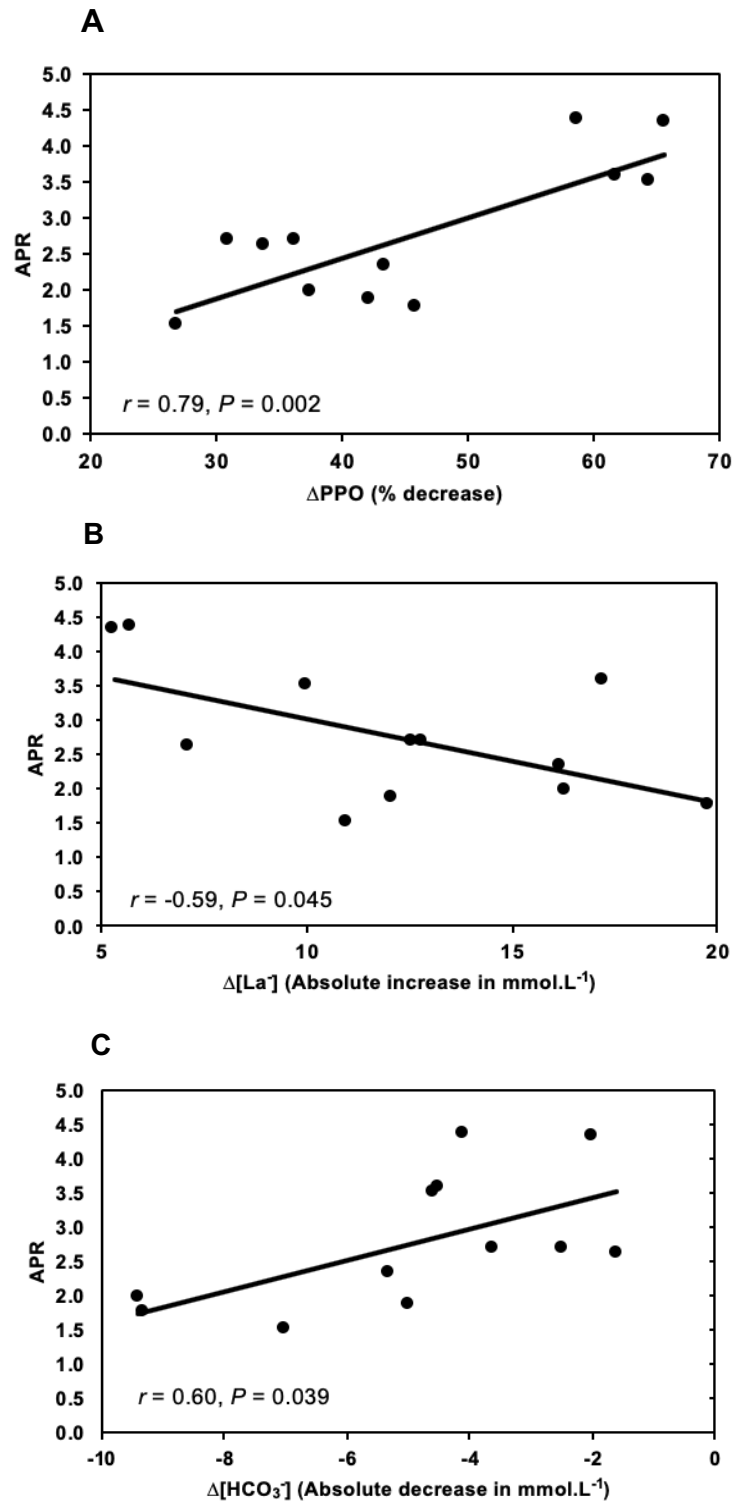 A
5.0
4.5
4.0
3.5
3.0
2.5
2.0
1.5
1.0
0.5
0.0
APR
r = 0.79, P = 0.002
20 30 40 50 60 70
∆PPO (% decrease)
B
5.0
4.5
4.0
3.5
3.0
2.5
2.0
1.5
1.0
0.5
0.0
APR
r = -0.59, P = 0.045
5 10 15 20
∆[La⁻] (Absolute increase in mmol.L⁻¹)
C
5.0
4.5
4.0
3.5
3.0
2.5
2.0
1.5
1.0
0.5
0.0
APR
r = 0.60, P = 0.039
-10 -8 -6 -4 -2 0
∆[HCO₃⁻] (Absolute decrease in mmol.L⁻¹)